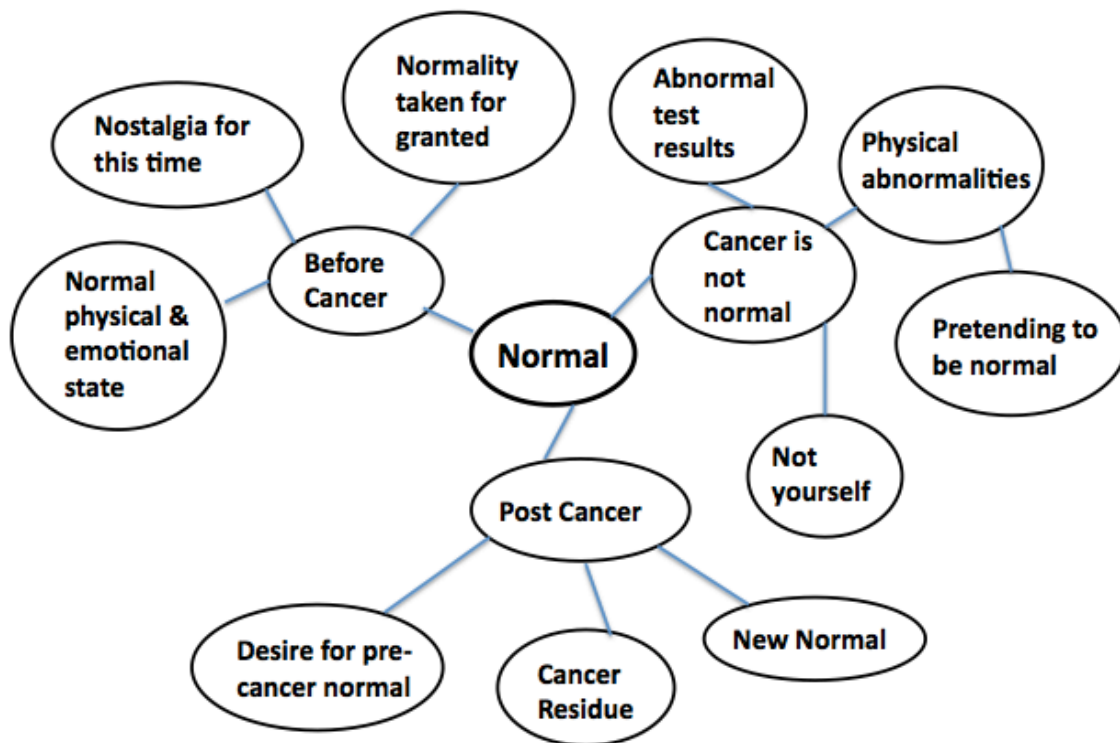 Normality
taken for
granted
Nostalgia for
this time
Normal
physical &
emotional
state
Before
Cancer
Normal
Abnormal
test
results
Physical
abnormalities
Cancer is
not
normal
Pretending to
be normal
Not
yourself
Post Cancer
Desire for pre-
cancer normal
Cancer
Residue
New Normal